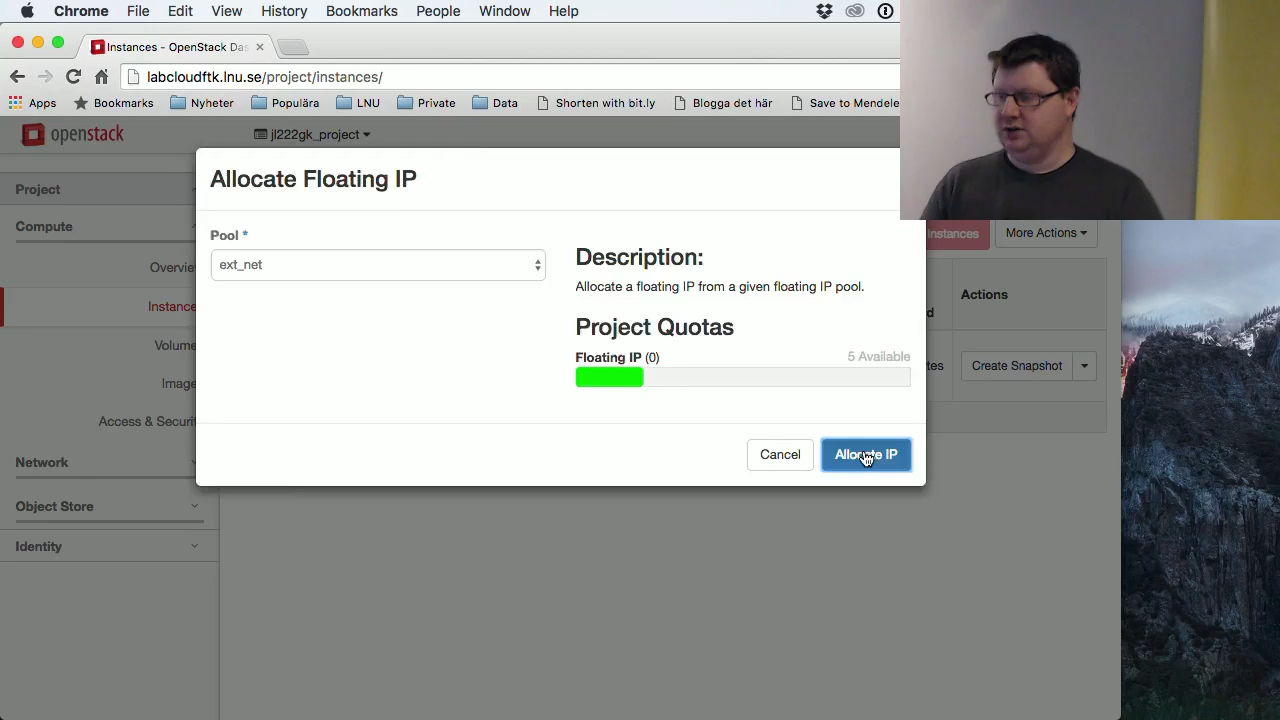 Chrome File Edit View History Bookmarks People Window Help
Instances - OpenStack Das
labcloudftk.lnu.se/project/instances/
Apps Bookmarks Nyheter Populära LNU Private Data Shorten with bit.ly Blogga det här Save to Mendele
openstack jl222gk_project
Project
Compute
Overvie
Instance
Volume
Image
Access & Securit
Network
Object Store
Identity
Allocate Floating IP
Pool *
ext_net
Description:
Allocate a floating IP from a given floating IP pool.
Project Quotas
Floating IP (0) 5 Available
Cancel Allocate IP
Instances More Actions
d Actions
tes Create Snapshot